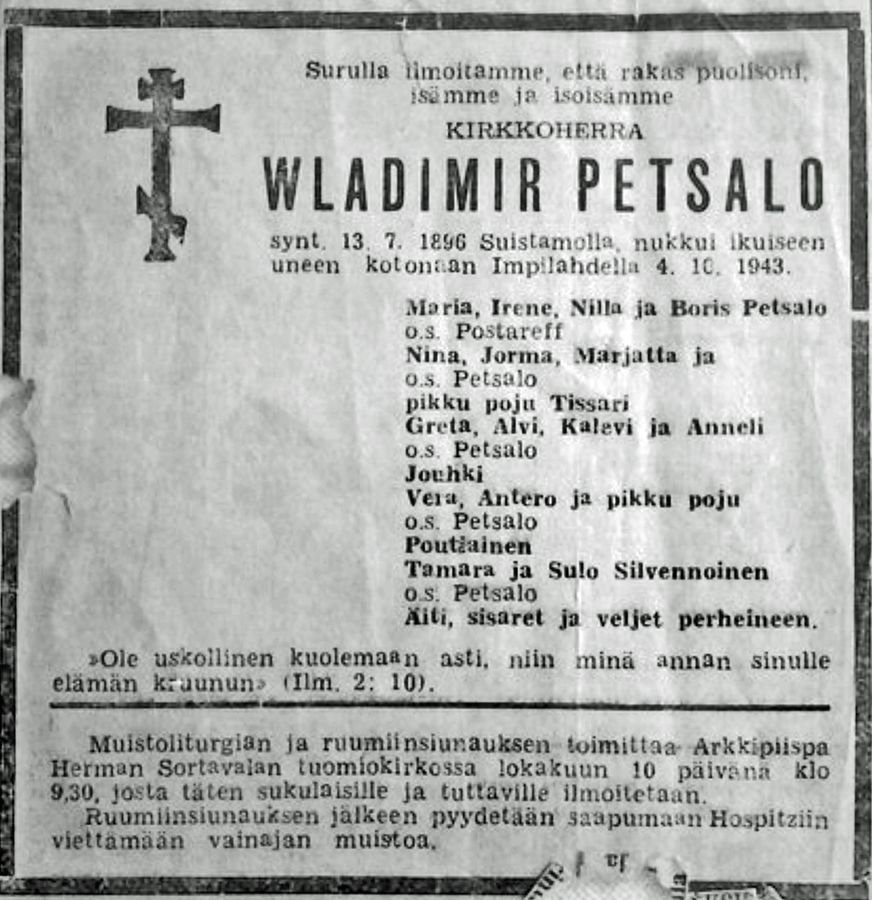 Surulla ilmoitamme, että rakas puolisoni,
isämme ja isoisämme
KIRKKOHERRA
WLADIMIR PETSALO
synt. 13. 7. 1896 Suistamolla, nukkui ikuiseen
uneen kotonaan Impilahdella 4. 10. 1943.
Maria, Irene, Nilla ja Boris Petsalo
o.s. Postareff
Nina, Jorma, Marjatta ja
o.s. Petsalo
pikku poju Tissari
Greta, Alvi, Kalevi ja Anneli
o.s. Petsalo
Jouhki
Vera, Antero ja pikku poju
o.s. Petsalo
Poutiainen
Tamara ja Sulo Silvennoinen
o.s. Petsalo
Äiti, sisaret ja veljet perheineen.
»Ole uskollinen kuolemaan asti, niin minä annan sinulle
elämän kruunun» (Ilm. 2: 10).
Muistoliturgian ja ruumiinsiunauksen toimittaa Arkkipiispa
Herman Sortavalan tuomiokirkossa lokakuun 10 päivänä klo
9,30, josta täten sukulaisille ja tuttaville ilmoitetaan.
Ruumiinsiunauksen jälkeen pyydetään saapumaan Hospitziin
viettämään vainajan muistoa.